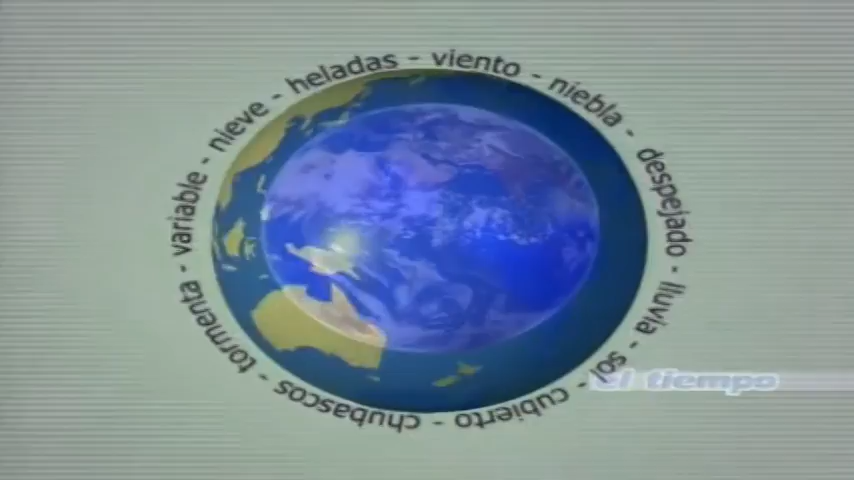 variable - nieve - heladas - viento - niebla - despejado - lluvia - sol - cubierto - chubascos - tormenta -
el tiempo